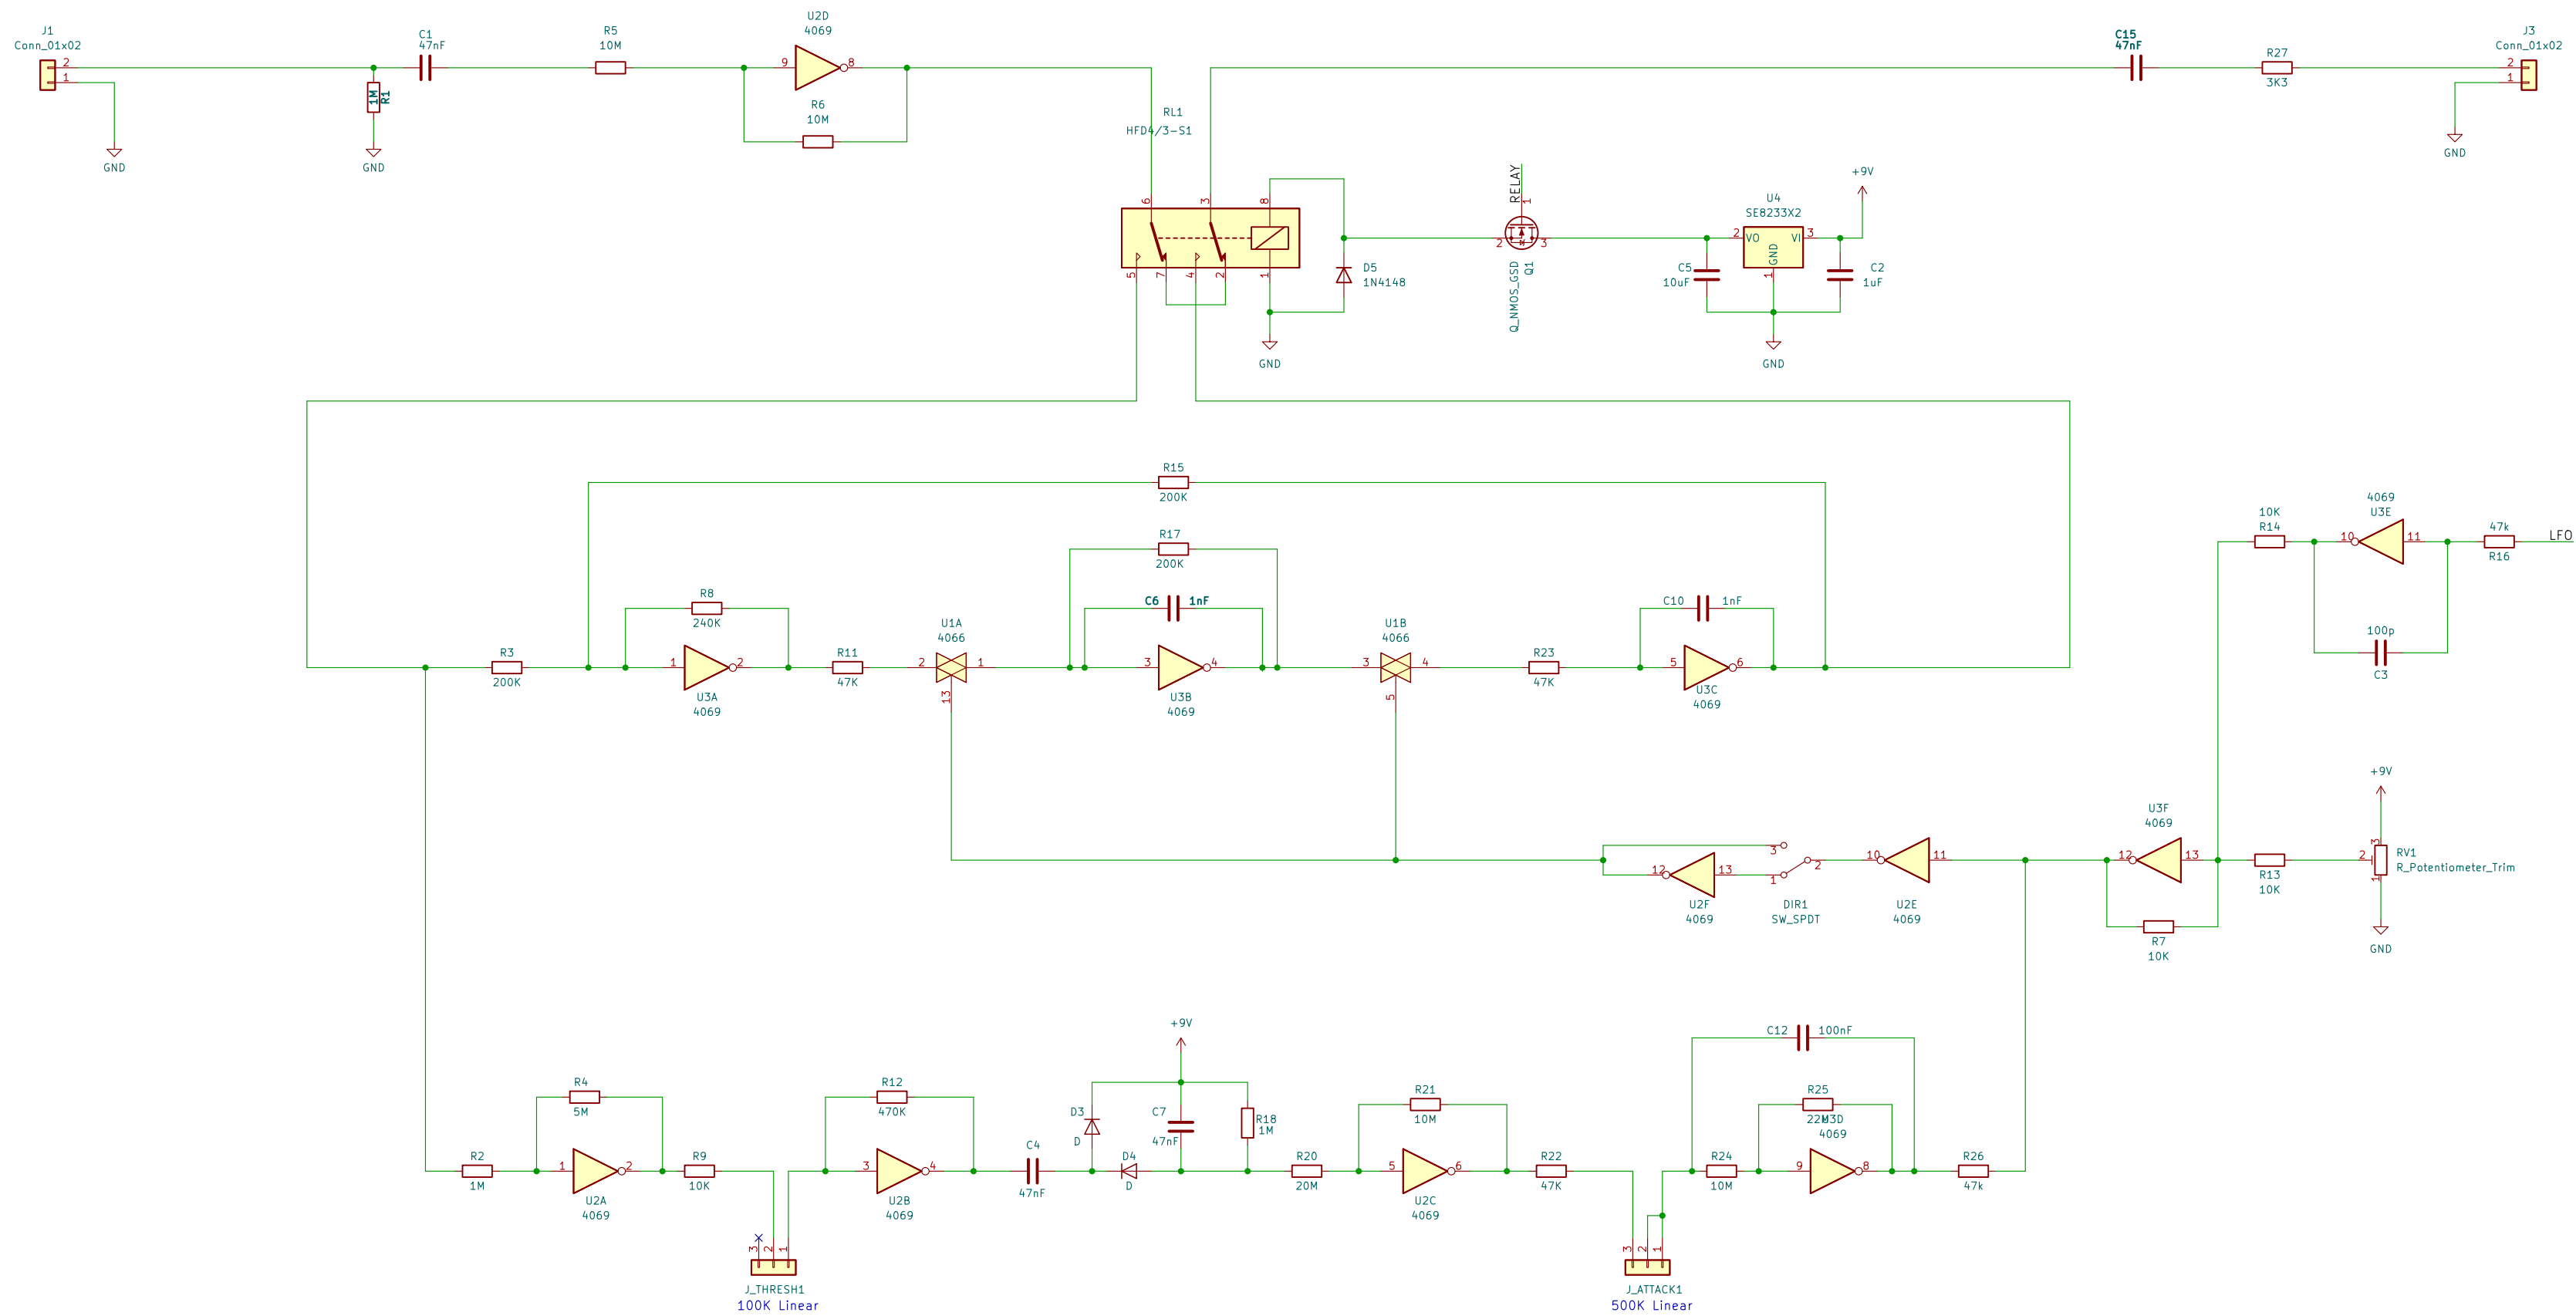 J1
Conn_01x02
2
1
GND
1M
R1
GND
C1
47nF
R5
10M
U2D
4069
9
8
R6
10M
RL1
HFD4/3-S1
6
3
8
5
7
4
2
1
GND
D5
1N4148
RELAY
1
2
3
Q_NMOS_GSD
Q1
C5
10uF
U4
SE8233X2
2
VO
VI
3
GND
1
GND
C2
1uF
+9V
C15
47nF
R27
3K3
J3
Conn_01x02
2
1
GND
R15
200K
R17
200K
R3
200K
R8
240K
1
2
U3A
4069
R11
47K
U1A
4066
2
1
13
C6
1nF
3
4
U3B
4069
U1B
4066
3
4
5
R23
47K
C10
1nF
5
6
U3C
4069
10K
R14
4069
U3E
10
11
47k
R16
LFO
100p
C3
3
1
2
DIR1
SW_SPDT
12
13
U2F
4069
10
11
U2E
4069
U3F
4069
12
13
R7
10K
R13
10K
+9V
3
2
1
RV1
R_Potentiometer_Trim
GND
R2
1M
R4
5M
1
2
U2A
4069
R9
10K
3
2
1
J_THRESH1
100K Linear
R12
470K
3
4
U2B
4069
C4
47nF
D3
D
+9V
C7
47nF
D4
D
R18
1M
R20
20M
R21
10M
5
6
U2C
4069
R22
47K
3
2
1
J_ATTACK1
500K Linear
C12
100nF
R24
10M
R25
22M
U3D
4069
9
8
R26
47k